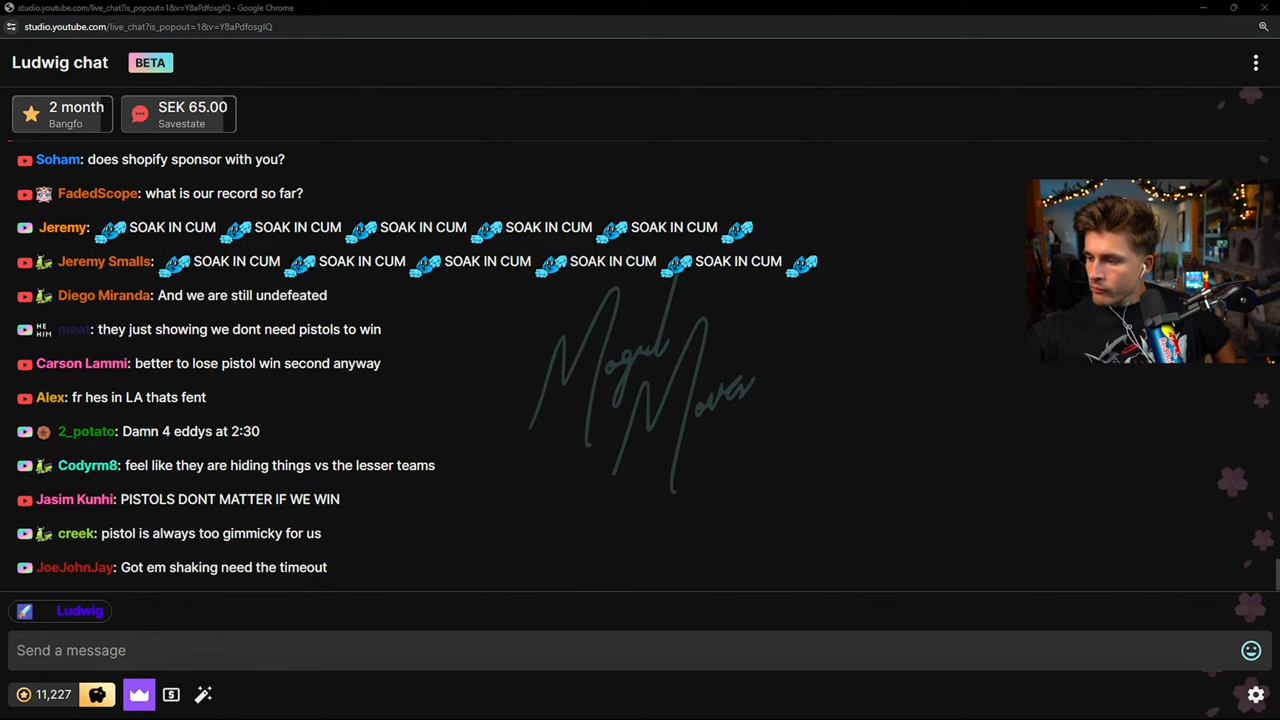 studio.youtube.com/live_chat?is_popout=1&v=Y8aPdfosgIQ - Google Chrome
studio.youtube.com/live_chat?is_popout=1&v=Y8aPdfosgIQ
Ludwig chat BETA
2 month SEK 65.00
Bangfo Savestate
Soham: does shopify sponsor with you?
FadedScope: what is our record so far?
Jeremy: SOAK IN CUM SOAK IN CUM SOAK IN CUM SOAK IN CUM SOAK IN CUM
Jeremy Smalls: SOAK IN CUM SOAK IN CUM SOAK IN CUM SOAK IN CUM SOAK IN CUM
Diego Miranda: And we are still undefeated
HE HIM meat: they just showing we dont need pistols to win
Carson Lammi: better to lose pistol win second anyway
Alex: fr hes in LA thats fent
2_potato: Damn 4 eddys at 2:30
Codyrm8: feel like they are hiding things vs the lesser teams
Jasim Kunhi: PISTOLS DONT MATTER IF WE WIN
creek: pistol is always too gimmicky for us
JoeJohnJay: Got em shaking need the timeout
Mogul Moves
Ludwig
Send a message
11,227